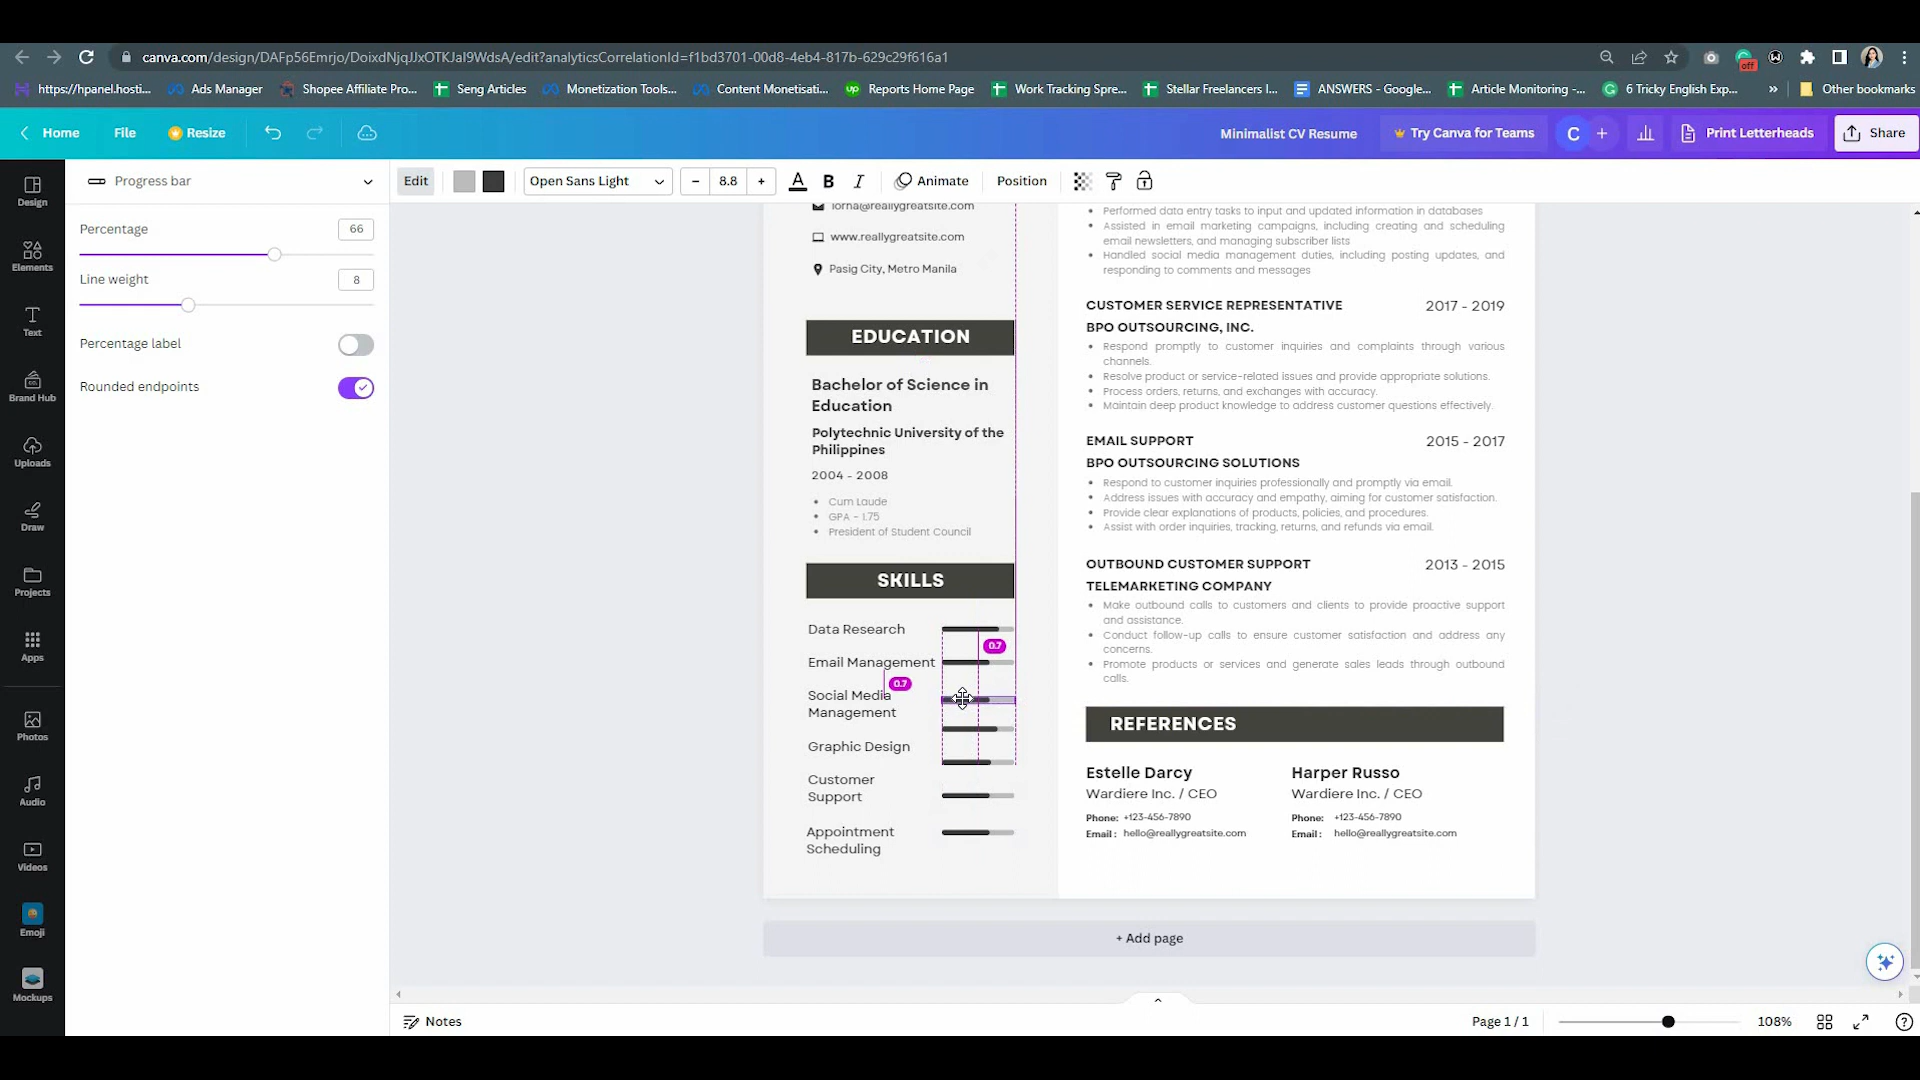 canva.com/design/DAFp56Emrjo/DoixdNjqJJxOTKJaI9WdsA/edit?analyticsCorrelationId=f1bd3701-00d8-4eb4-817b-629c29f616a1
off
https://hpanel.hosti...
Ads Manager
Shopee Affiliate Pro...
Seng Articles
Monetization Tools...
Content Monetisati...
up Reports Home Page
Work Tracking Spre...
Stellar Freelancers I...
ANSWERS - Google...
Article Monitoring -...
6 Tricky English Exp...
»
Other bookmarks
Home
File
Resize
Minimalist CV Resume
Try Canva for Teams
C
+
Print Letterheads
Share
Design
Elements
Text
Brand Hub
Uploads
Draw
Projects
Apps
Photos
Audio
Videos
Emoji
Mockups
Progress bar
Percentage 66
Line weight 8
Percentage label
Rounded endpoints
Edit
Open Sans Light
– 8.8 +
A B I
Animate
Position
lorna@reallygreatsite.com
www.reallygreatsite.com
Pasig City, Metro Manila
EDUCATION
Bachelor of Science in
Education
Polytechnic University of the
Philippines
2004 - 2008
• Cum Laude
• GPA - 1.75
• President of Student Council
SKILLS
Data Research
0.7
Email Management
0.7
Social Media
Management
Graphic Design
Customer
Support
Appointment
Scheduling
• Performed data entry tasks to input and updated information in databases
• Assisted in email marketing campaigns, including creating and scheduling
email newsletters, and managing subscriber lists
• Handled social media management duties, including posting updates, and
responding to comments and messages
CUSTOMER SERVICE REPRESENTATIVE 2017 - 2019
BPO OUTSOURCING, INC.
• Respond promptly to customer inquiries and complaints through various
channels.
• Resolve product or service-related issues and provide appropriate solutions.
• Process orders, returns, and exchanges with accuracy.
• Maintain deep product knowledge to address customer questions effectively.
EMAIL SUPPORT 2015 - 2017
BPO OUTSOURCING SOLUTIONS
• Respond to customer inquiries professionally and promptly via email.
• Address issues with accuracy and empathy, aiming for customer satisfaction.
• Provide clear explanations of products, policies, and procedures.
• Assist with order inquiries, tracking, returns, and refunds via email.
OUTBOUND CUSTOMER SUPPORT 2013 - 2015
TELEMARKETING COMPANY
• Make outbound calls to customers and clients to provide proactive support
and assistance.
• Conduct follow-up calls to ensure customer satisfaction and address any
concerns.
• Promote products or services and generate sales leads through outbound
calls.
REFERENCES
Estelle Darcy
Wardiere Inc. / CEO
Phone: +123-456-7890
Email : hello@reallygreatsite.com
Harper Russo
Wardiere Inc. / CEO
Phone: +123-456-7890
Email : hello@reallygreatsite.com
+ Add page
Notes
Page 1 / 1
108%
?